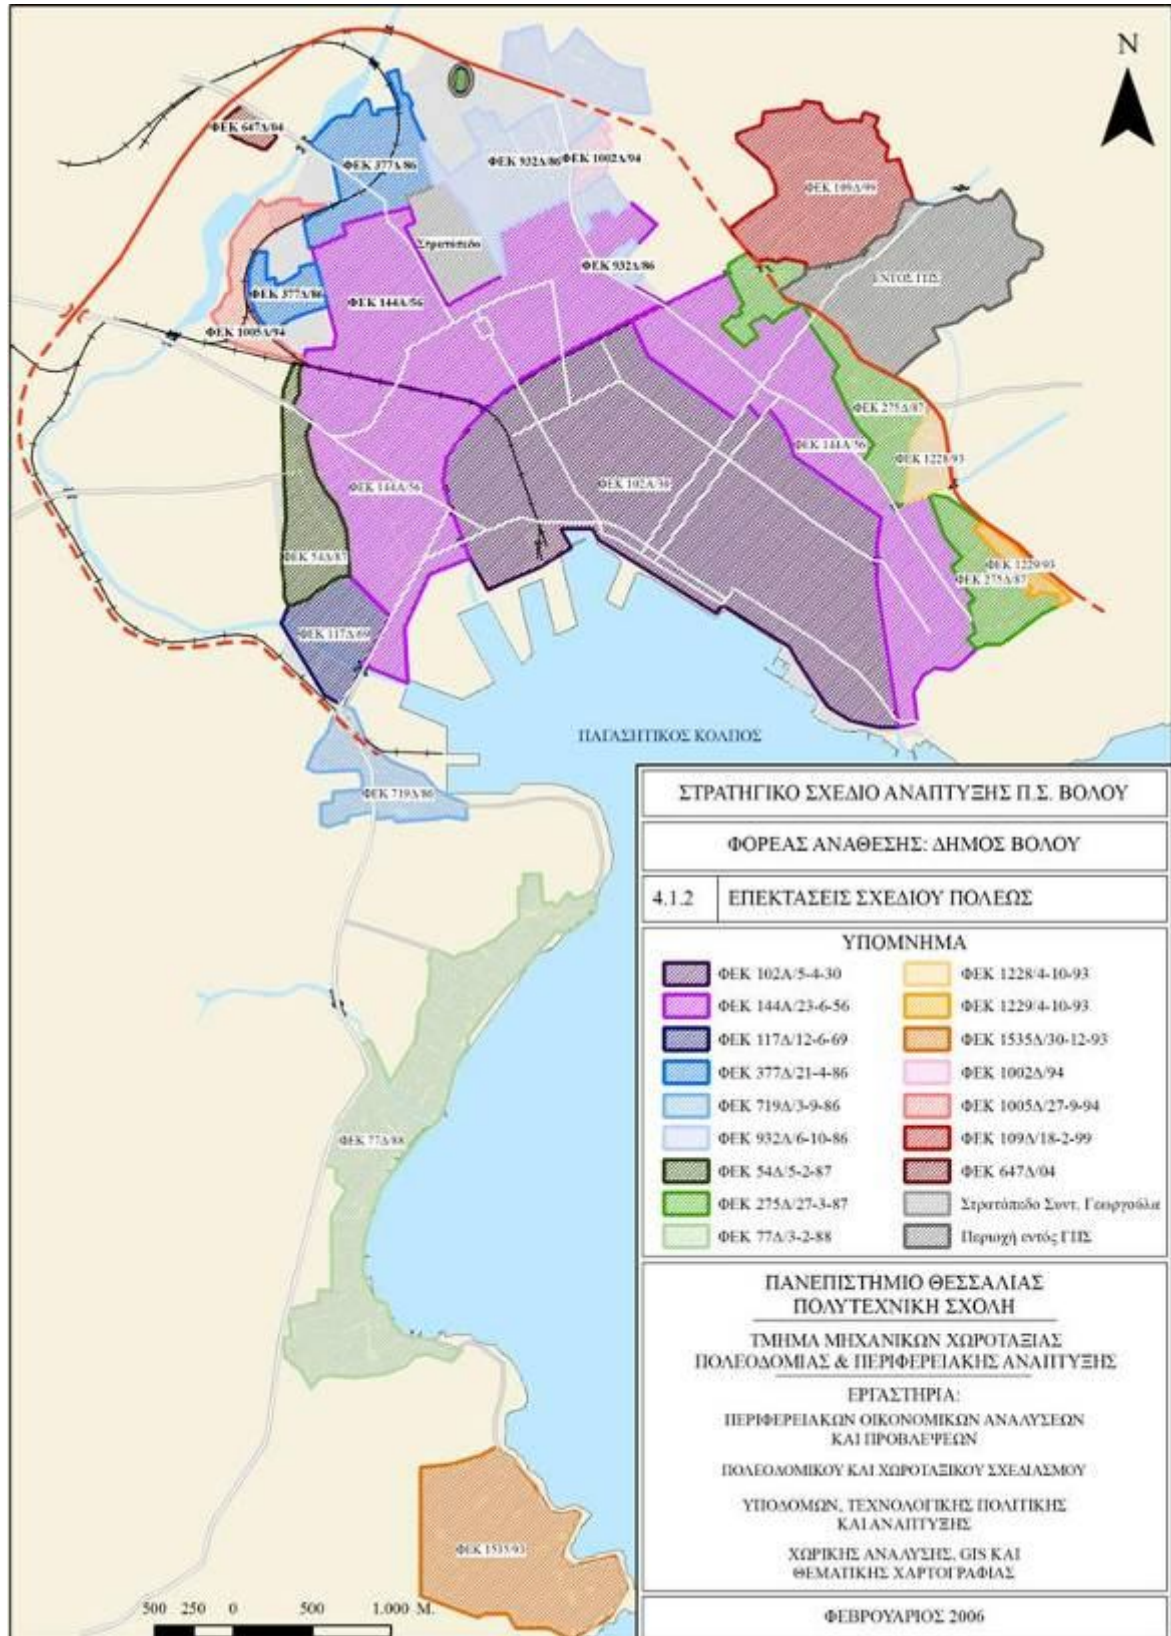 N
ΦΕΚ 647Δ/04
ΦΕΚ 377Δ/86
ΦΕΚ 932Δ/86
ΦΕΚ 1002Δ/94
ΦΕΚ 109Δ/99
Στρατόπεδο
ΦΕΚ 932Δ/86
ΕΝΤΟΣ ΓΠΣ
ΦΕΚ 377Δ/86
ΦΕΚ 144Α/56
ΦΕΚ 1005Δ/94
ΦΕΚ 275Δ/87
ΦΕΚ 144Α/56
ΦΕΚ 1228/93
ΦΕΚ 144Α/56
ΦΕΚ 102Α/30
ΦΕΚ 54Δ/87
ΦΕΚ 1229/93
ΦΕΚ 275Δ/87
ΦΕΚ 117Δ/69
ΠΑΓΑΣΗΤΙΚΟΣ ΚΟΛΠΟΣ
ΦΕΚ 719Δ/86
ΦΕΚ 77Δ/88
ΦΕΚ 1535/93
500 250 0 500 1.000 Μ.
ΣΤΡΑΤΗΓΙΚΟ ΣΧΕΔΙΟ ΑΝΑΠΤΥΞΗΣ Π.Σ. ΒΟΛΟΥ
ΦΟΡΕΑΣ ΑΝΑΘΕΣΗΣ: ΔΗΜΟΣ ΒΟΛΟΥ
4.1.2 ΕΠΕΚΤΑΣΕΙΣ ΣΧΕΔΙΟΥ ΠΟΛΕΩΣ
ΥΠΟΜΝΗΜΑ
ΦΕΚ 102Α/5-4-30
ΦΕΚ 144Α/23-6-56
ΦΕΚ 117Δ/12-6-69
ΦΕΚ 377Δ/21-4-86
ΦΕΚ 719Δ/3-9-86
ΦΕΚ 932Δ/6-10-86
ΦΕΚ 54Δ/5-2-87
ΦΕΚ 275Δ/27-3-87
ΦΕΚ 77Δ/3-2-88
ΦΕΚ 1228/4-10-93
ΦΕΚ 1229/4-10-93
ΦΕΚ 1535Δ/30-12-93
ΦΕΚ 1002Δ/94
ΦΕΚ 1005Δ/27-9-94
ΦΕΚ 109Δ/18-2-99
ΦΕΚ 647Δ/04
Στρατόπεδο Συντ. Γεωργούλα
Περιοχή εντός ΓΠΣ
ΠΑΝΕΠΙΣΤΗΜΙΟ ΘΕΣΣΑΛΙΑΣ
ΠΟΛΥΤΕΧΝΙΚΗ ΣΧΟΛΗ
ΤΜΗΜΑ ΜΗΧΑΝΙΚΩΝ ΧΩΡΟΤΑΞΙΑΣ
ΠΟΛΕΟΔΟΜΙΑΣ & ΠΕΡΙΦΕΡΕΙΑΚΗΣ ΑΝΑΠΤΥΞΗΣ
ΕΡΓΑΣΤΗΡΙΑ:
ΠΕΡΙΦΕΡΕΙΑΚΩΝ ΟΙΚΟΝΟΜΙΚΩΝ ΑΝΑΛΥΣΕΩΝ
ΚΑΙ ΠΡΟΒΛΕΨΕΩΝ
ΠΟΛΕΟΔΟΜΙΚΟΥ ΚΑΙ ΧΩΡΟΤΑΞΙΚΟΥ ΣΧΕΔΙΑΣΜΟΥ
ΥΠΟΔΟΜΩΝ, ΤΕΧΝΟΛΟΓΙΚΗΣ ΠΟΛΙΤΙΚΗΣ
ΚΑΙ ΑΝΑΠΤΥΞΗΣ
ΧΩΡΙΚΗΣ ΑΝΑΛΥΣΗΣ, GIS ΚΑΙ
ΘΕΜΑΤΙΚΗΣ ΧΑΡΤΟΓΡΑΦΙΑΣ
ΦΕΒΡΟΥΑΡΙΟΣ 2006